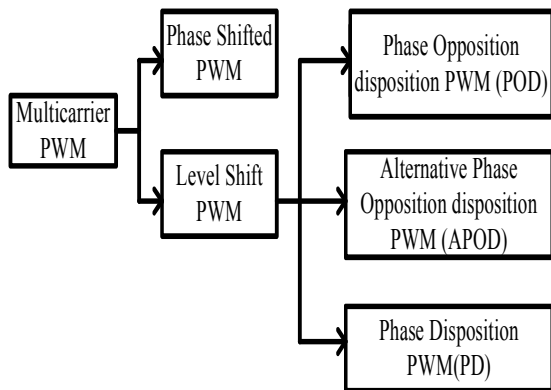 Multicarrier
PWM
Phase Shifted
PWM
Level Shift
PWM
Phase Opposition
disposition PWM (POD)
Alternative Phase
Opposition disposition
PWM (APOD)
Phase Disposition
PWM(PD)